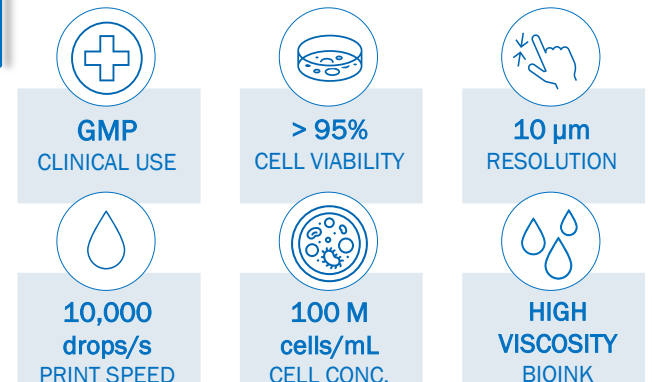 GMP
CLINICAL USE
> 95%
CELL VIABILITY
10 µm
RESOLUTION
10,000
drops/s
PRINT SPEED
100 M
cells/mL
CELL CONC.
HIGH
VISCOSITY
BIOINK